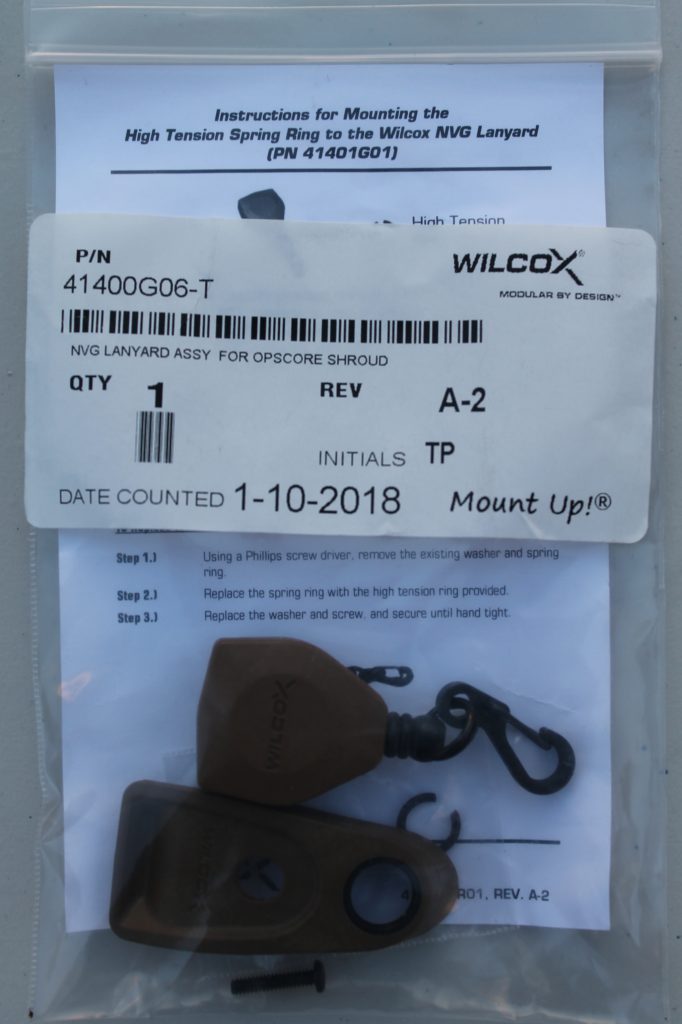 Instructions for Mounting the
High Tension Spring Ring to the Wilcox NVG Lanyard
(PN 41401G01)
High Tension
P/N
41400G06-T
WILCOX®
MODULAR BY DESIGN™
NVG LANYARD ASSY FOR OPSCORE SHROUD
QTY 1
REV A-2
INITIALS TP
DATE COUNTED 1-10-2018
Mount Up!®
Step 1.) Using a Phillips screw driver, remove the existing washer and spring
ring.
Step 2.) Replace the spring ring with the high tension ring provided.
Step 3.) Replace the washer and screw, and secure until hand tight.
WILCOX
WILCOX
R01, REV. A-2